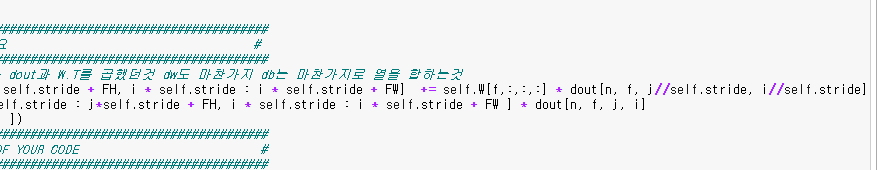 ########################################
요 #
########################################
dout과 W.T를 곱했던것 dw도 마찬가지 db는 마찬가지로 열을 합하는것
self.stride + FH, i * self.stride : i * self.stride + FW]  += self.W[f,:,:,:] * dout[n, f, j//self.stride, i//self.stride]
elf.stride : j*self.stride + FH, i * self.stride : i * self.stride + FW ] * dout[n, f, j, i]
])
########################################
OF YOUR CODE #
########################################